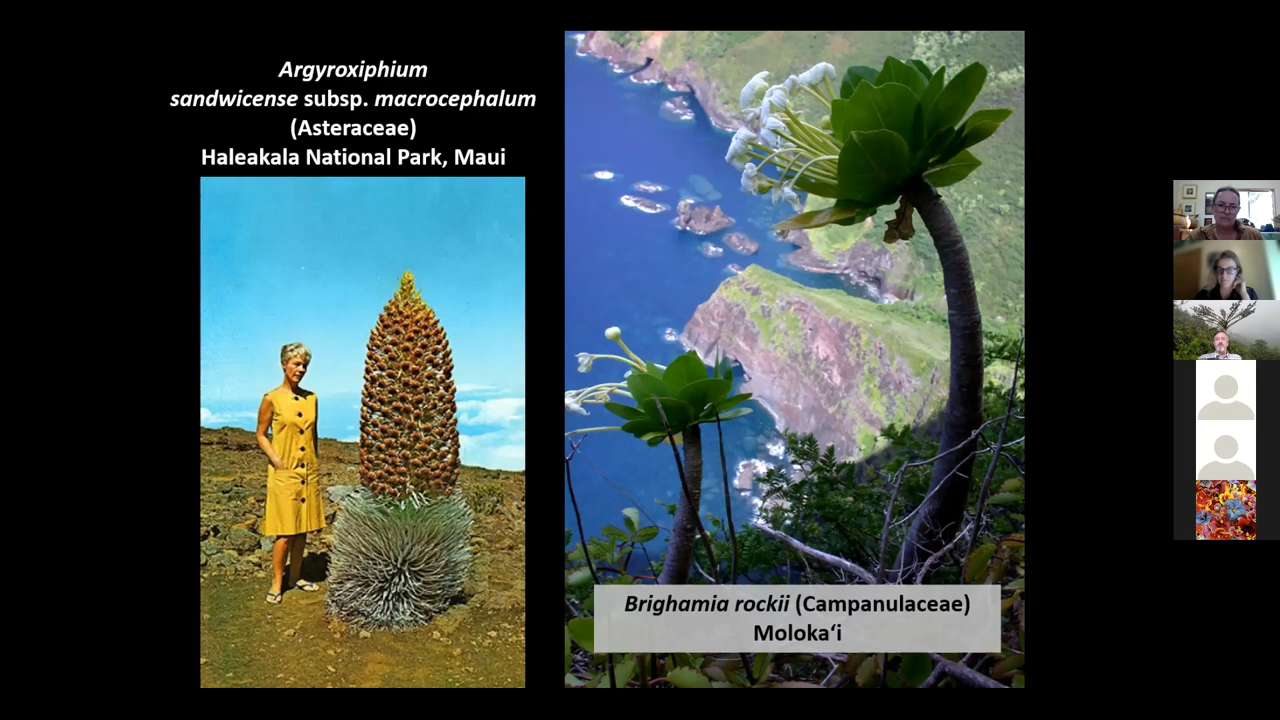 Argyroxiphium
sandwicense subsp. macrocephalum
(Asteraceae)
Haleakala National Park, Maui
Brighamia rockii (Campanulaceae)
Molokaʻi